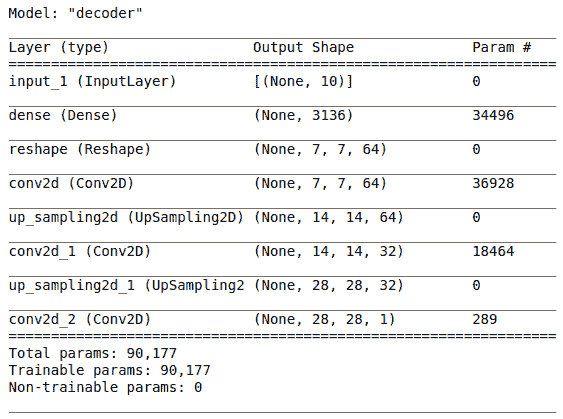 Model: "decoder"
Layer (type) Output Shape Param #
input_1 (InputLayer) [(None, 10)] 0
dense (Dense) (None, 3136) 34496
reshape (Reshape) (None, 7, 7, 64) 0
conv2d (Conv2D) (None, 7, 7, 64) 36928
up_sampling2d (UpSampling2D) (None, 14, 14, 64) 0
conv2d_1 (Conv2D) (None, 14, 14, 32) 18464
up_sampling2d_1 (UpSampling2 (None, 28, 28, 32) 0
conv2d_2 (Conv2D) (None, 28, 28, 1) 289
Total params: 90,177
Trainable params: 90,177
Non-trainable params: 0